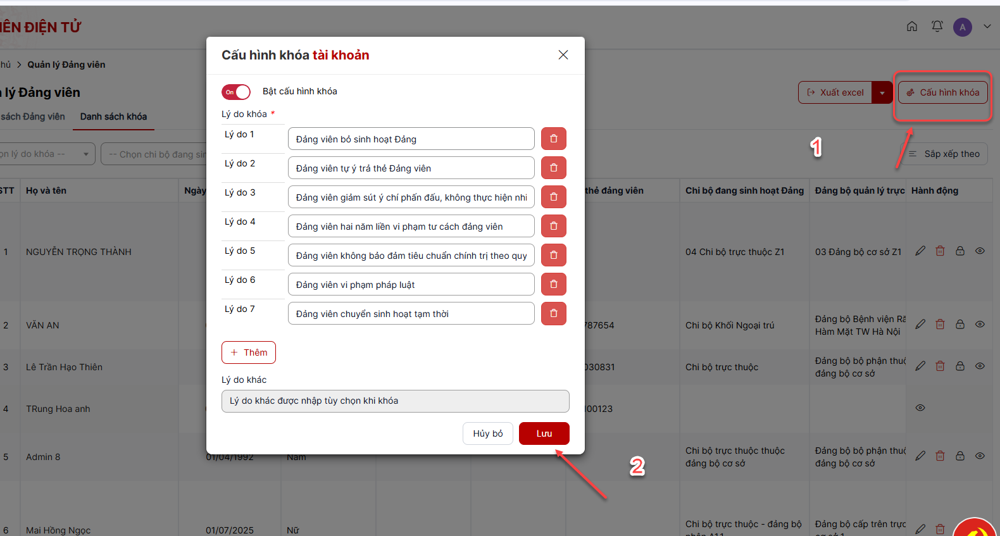 ÊN ĐIỆN TỬ
A
hủ > Quản lý Đảng viên
lý Đảng viên
Xuất excel
Cấu hình khóa
sách Đảng viên
Danh sách khóa
1
ọn lý do khóa --
-- Chọn chi bộ đang sin
Sắp xếp theo
STT
Họ và tên
Ngày
thẻ đảng viên
Chi bộ đang sinh hoạt Đảng
Đảng bộ quản lý trực
Hành động
1
NGUYỄN TRỌNG THÀNH
04 Chi bộ trực thuộc Z1
03 Đảng bộ cơ sở Z1
2
VĂN AN
787654
Chi bộ Khối Ngoại trú
Đảng bộ Bệnh viện Ră
Hàm Mặt TW Hà Nội
3
Lê Trần Hạo Thiên
030831
Chi bộ trực thuộc
Đảng bộ bộ phận thuộ
đảng bộ cơ sở
4
TRung Hoa anh
100123
5
Admin 8
01/04/1992
Nam
Chi bộ trực thuộc thuộc
đảng bộ cơ sở
Đảng bộ bộ phận thuộ
đảng bộ cơ sở
6
Mai Hồng Ngọc
01/07/2025
Nữ
Chi bộ trực thuộc - đảng bộ
phận A1.1
Đảng bộ cấp trên trực
cơ sở 1
Cấu hình khóa tài khoản
On
Bật cấu hình khóa
Lý do khóa *
Lý do 1
Đảng viên bỏ sinh hoạt Đảng
Lý do 2
Đảng viên tự ý trả thẻ Đảng viên
Lý do 3
Đảng viên giảm sút ý chí phấn đấu, không thực hiện nhi
Lý do 4
Đảng viên hai năm liền vi phạm tư cách đảng viên
Lý do 5
Đảng viên không bảo đảm tiêu chuẩn chính trị theo quy
Lý do 6
Đảng viên vi phạm pháp luật
Lý do 7
Đảng viên chuyển sinh hoạt tạm thời
+ Thêm
Lý do khác
Lý do khác được nhập tùy chọn khi khóa
Hủy bỏ
Lưu
2